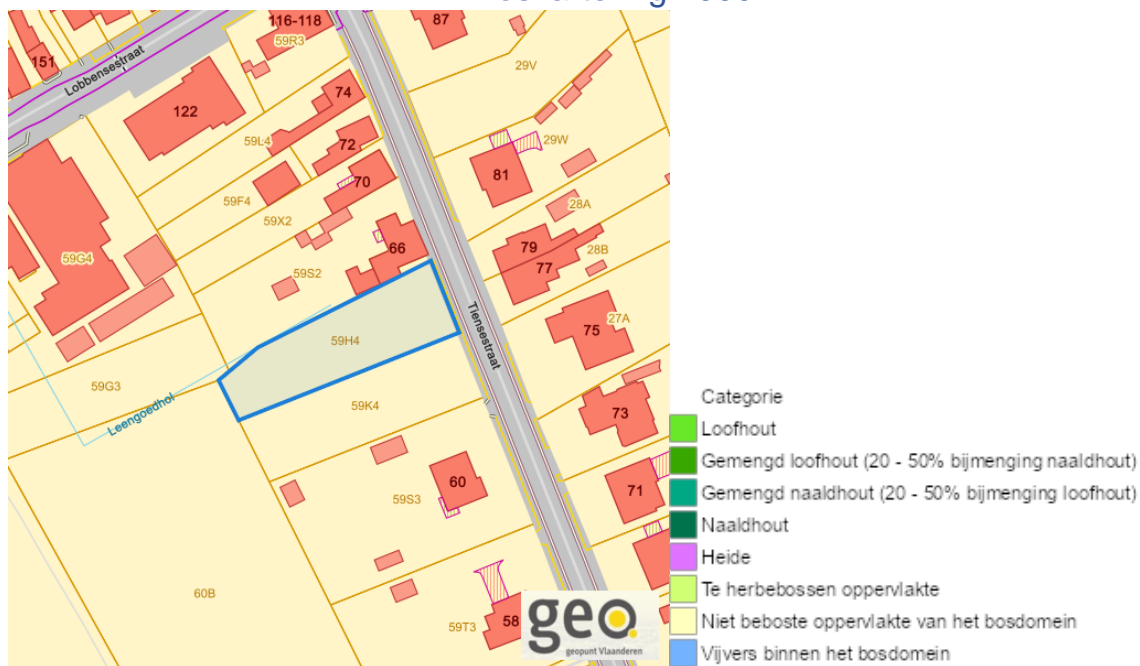 116-118
87
59R3
151
Lobbensestraat
29V
122
74
59L4
72
29W
81
70
59F4
28A
59X2
79
66
28B
59G4
59S2
77
Tiensestraat
27A
75
59H4
59G3
Leengoedhol
59K4
73
60
71
59S3
60B
59T3
58
geo.
geopunt Vlaanderen
Categorie
Loofhout
Gemengd loofhout (20 - 50% bijmenging naaldhout)
Gemengd naaldhout (20 - 50% bijmenging loofhout)
Naaldhout
Heide
Te herbebossen oppervlakte
Niet beboste oppervlakte van het bosdomein
Vijvers binnen het bosdomein